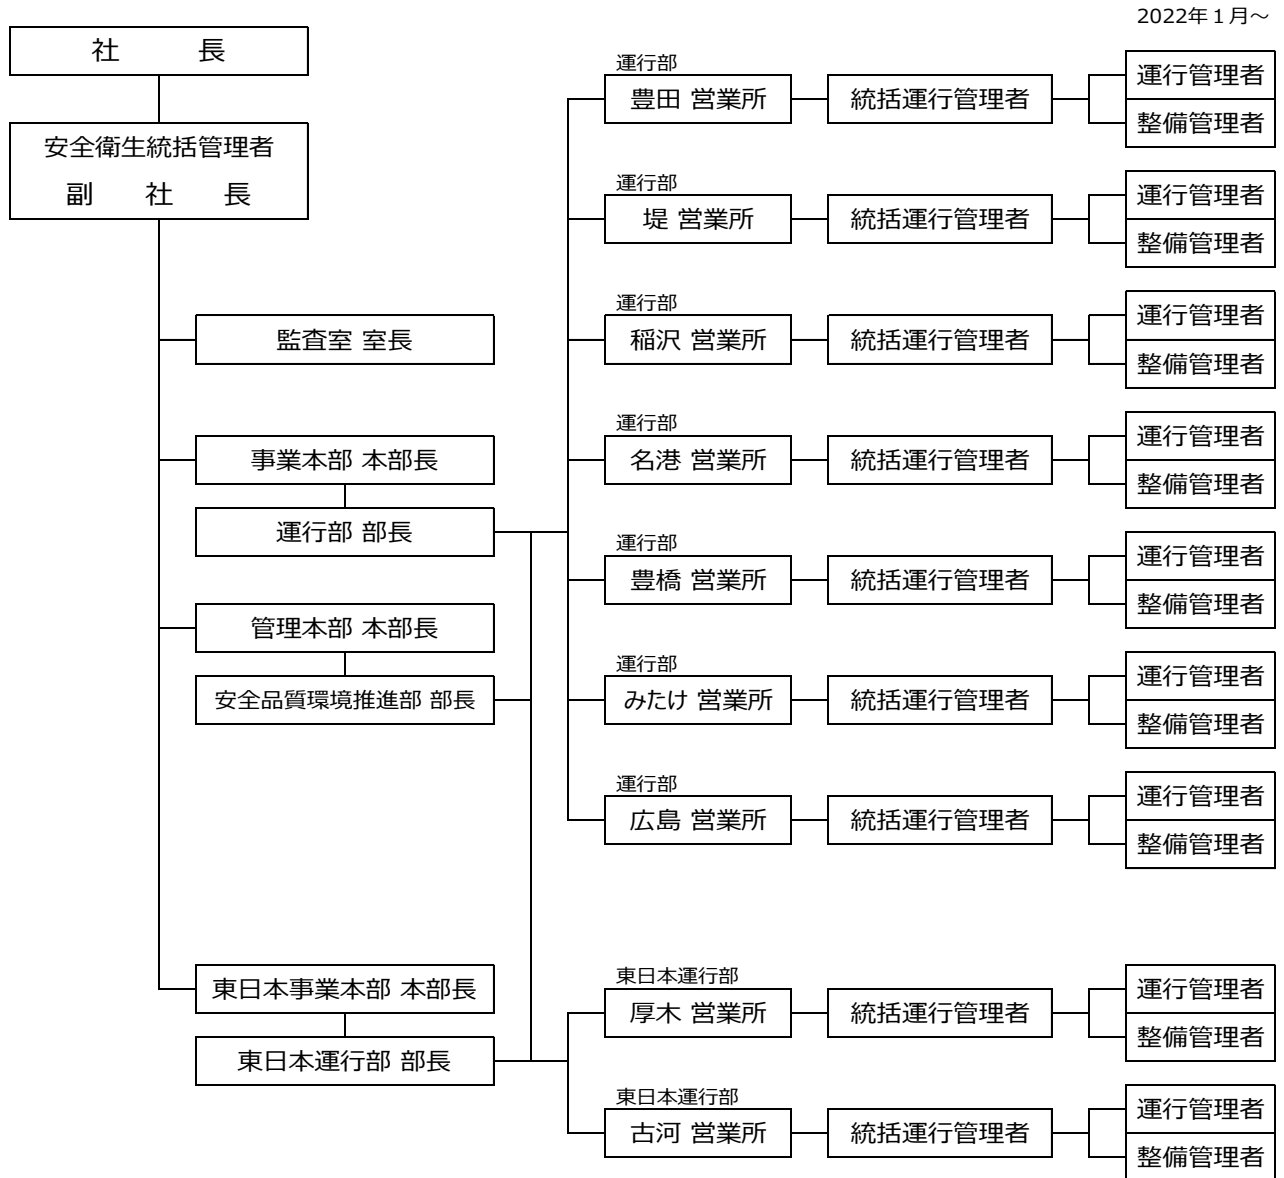 2022年１月～
社　　　長
安全衛生統括管理者
副　社　長
監査室 室長
事業本部 本部長
運行部 部長
管理本部 本部長
安全品質環境推進部 部長
東日本事業本部 本部長
東日本運行部 部長
運行部
豊田 営業所
統括運行管理者
運行管理者
整備管理者
運行部
堤 営業所
統括運行管理者
運行管理者
整備管理者
運行部
稲沢 営業所
統括運行管理者
運行管理者
整備管理者
運行部
名港 営業所
統括運行管理者
運行管理者
整備管理者
運行部
豊橋 営業所
統括運行管理者
運行管理者
整備管理者
運行部
みたけ 営業所
統括運行管理者
運行管理者
整備管理者
運行部
広島 営業所
統括運行管理者
運行管理者
整備管理者
東日本運行部
厚木 営業所
統括運行管理者
運行管理者
整備管理者
東日本運行部
古河 営業所
統括運行管理者
運行管理者
整備管理者